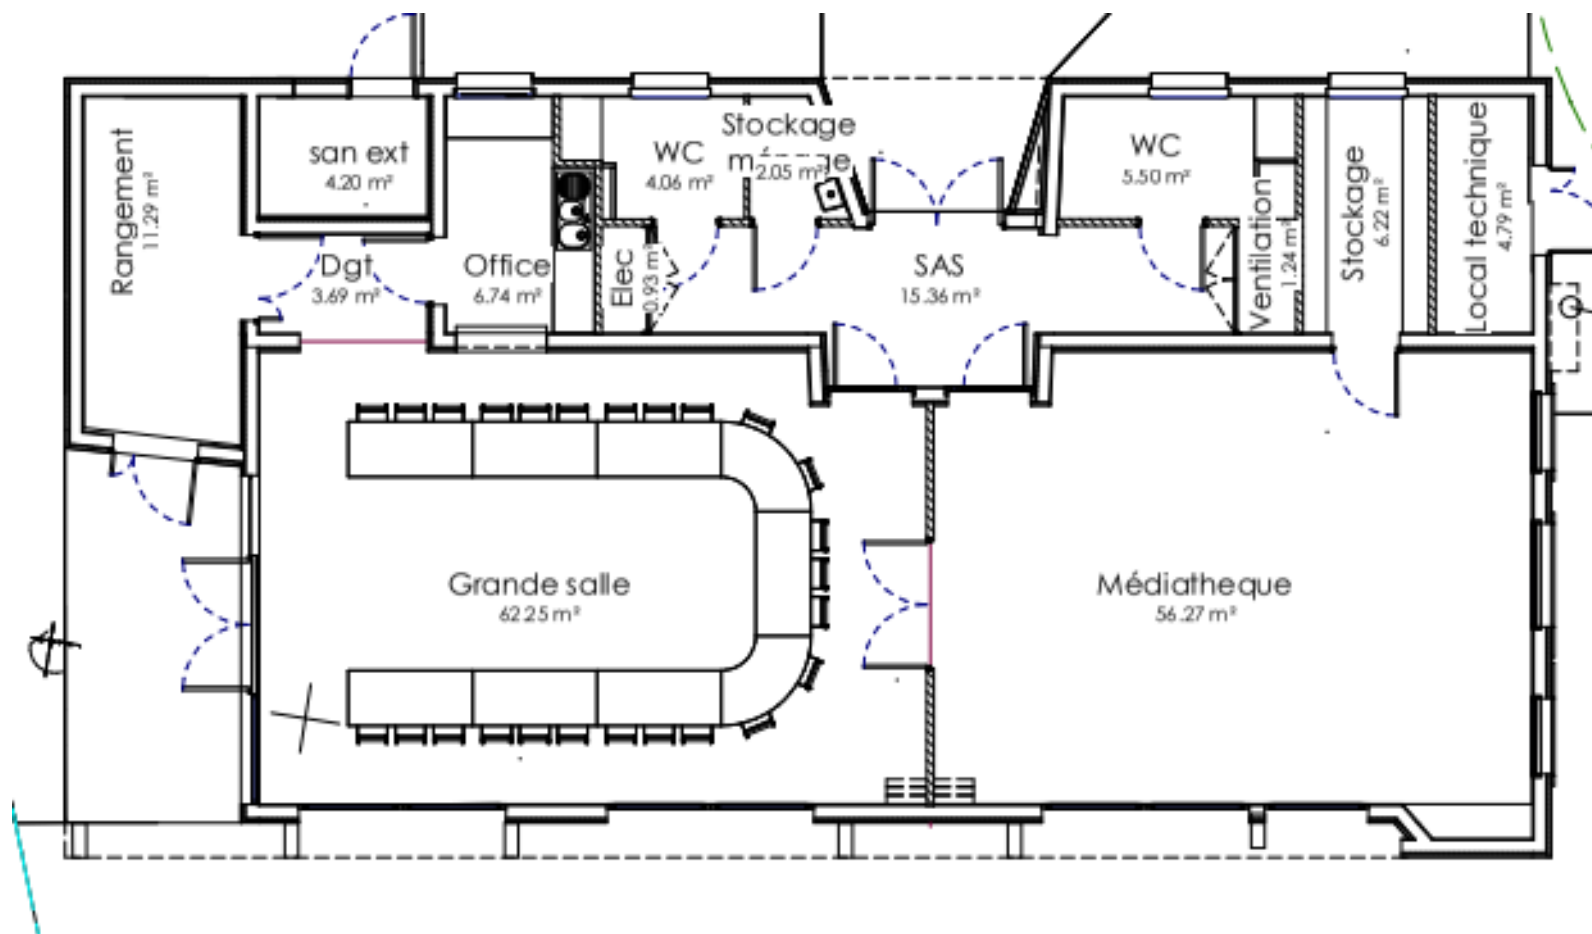 Rangement
11.29 m²
san ext
4.20 m²
Dgt
3.69 m²
Office
6.74 m²
WC
4.06 m²
Stockage
ménage
2.05 m²
Elec
0.93 m²
SAS
15.36 m²
WC
5.50 m²
Ventilation
1.24 m²
Stockage
6.22 m²
Local technique
4.79 m²
Grande salle
62.25 m²
Médiatheque
56.27 m²